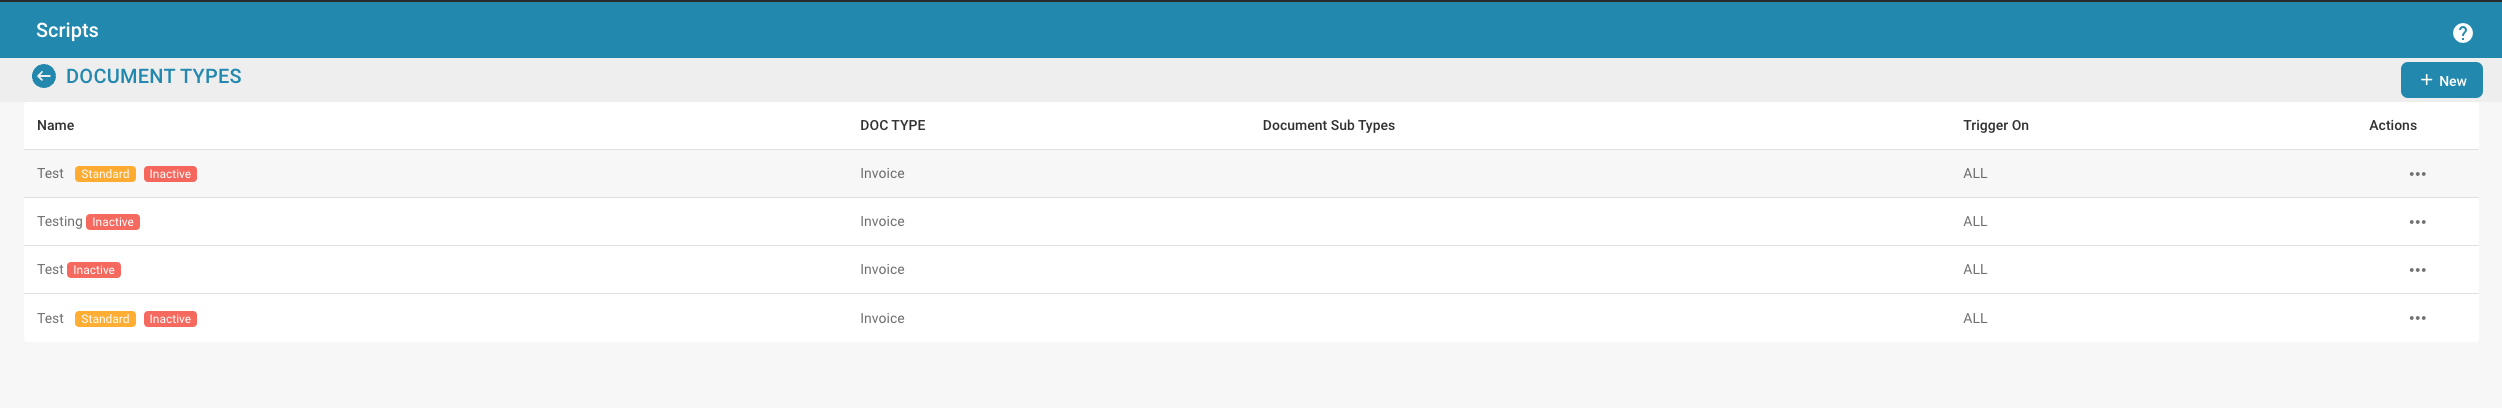 Scripts
?
DOCUMENT TYPES
+ New
Name DOC TYPE Document Sub Types Trigger On Actions
Test Standard Inactive Invoice ALL
Testing Inactive Invoice ALL
Test Inactive Invoice ALL
Test Standard Inactive Invoice ALL